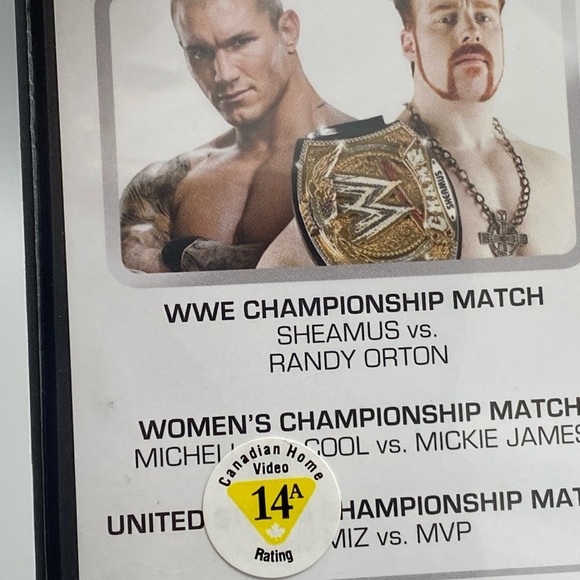 SHEAMUS
WWE CHAMPIONSHIP MATCH
SHEAMUS vs.
RANDY ORTON
WOMEN'S CHAMPIONSHIP MATCH
COOL vs. MICKIE JAMES
UNITED HAMPIONSHIP MAT
MIZ vs. MVP
Canadian Home
Video
14A
Rating